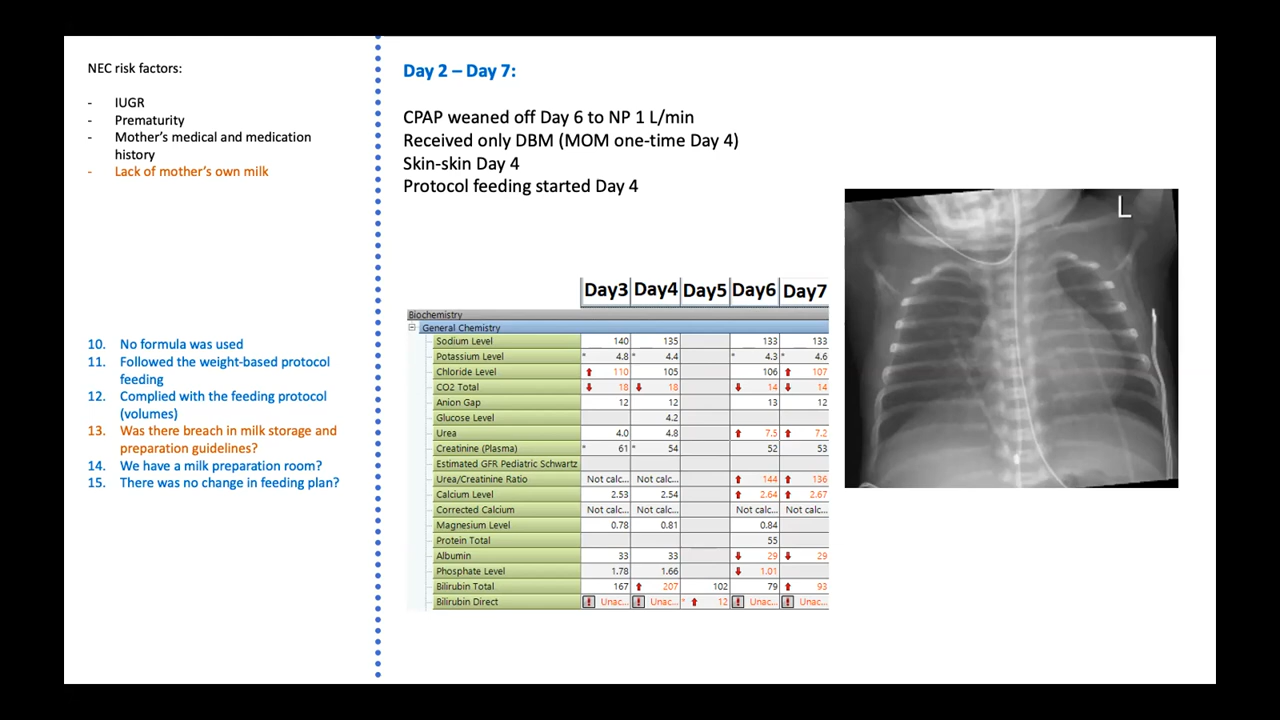 NEC risk factors:
- IUGR
- Prematurity
- Mother's medical and medication
history
- Lack of mother's own milk
10. No formula was used
11. Followed the weight-based protocol
feeding
12. Complied with the feeding protocol
(volumes)
13. Was there breach in milk storage and
preparation guidelines?
14. We have a milk preparation room?
15. There was no change in feeding plan?
Day 2 – Day 7:
CPAP weaned off Day 6 to NP 1 L/min
Received only DBM (MOM one-time Day 4)
Skin-skin Day 4
Protocol feeding started Day 4
Day3 Day4 Day5 Day6 Day7
Biochemistry
General Chemistry
Sodium Level 140 135 133 133
Potassium Level * 4.8 * 4.4 * 4.3 * 4.6
Chloride Level 110 105 106 107
CO2 Total 18 18 14 14
Anion Gap 12 12 13 12
Glucose Level 4.2
Urea 4.0 4.8 7.5 7.2
Creatinine (Plasma) * 61 * 54 52 53
Estimated GFR Pediatric Schwartz
Urea/Creatinine Ratio Not calc... Not calc... 144 136
Calcium Level 2.53 2.54 2.64 2.67
Corrected Calcium Not calc... Not calc... Not calc... Not calc...
Magnesium Level 0.78 0.81 0.84
Protein Total 55
Albumin 33 33 29 29
Phosphate Level 1.78 1.66 1.01
Bilirubin Total 167 207 102 79 93
Bilirubin Direct ! Unac... ! Unac... * 12 ! Unac... ! Unac...
L